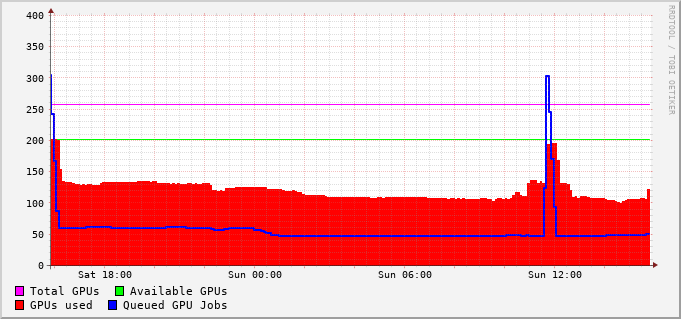 400
350
300
250
200
150
100
50
0
Sat 18:00 Sun 00:00 Sun 06:00 Sun 12:00
Total GPUs Available GPUs
GPUs used Queued GPU Jobs
RRDTOOL / TOBI OETIKER